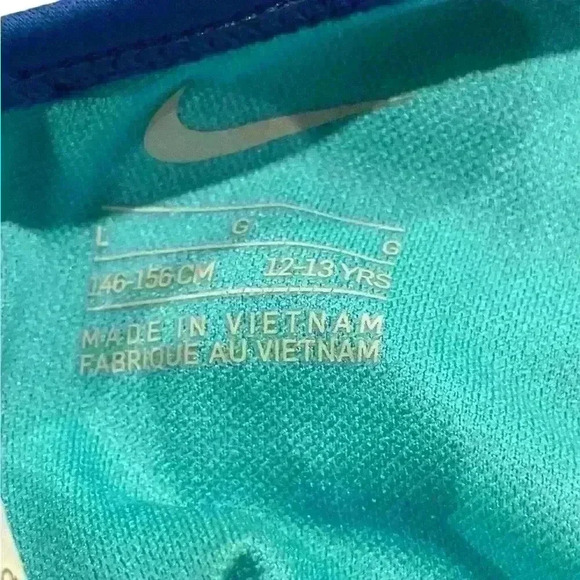 L G G
146-156 CM 12-13 YRS
MADE IN VIETNAM
FABRIQUE AU VIETNAM